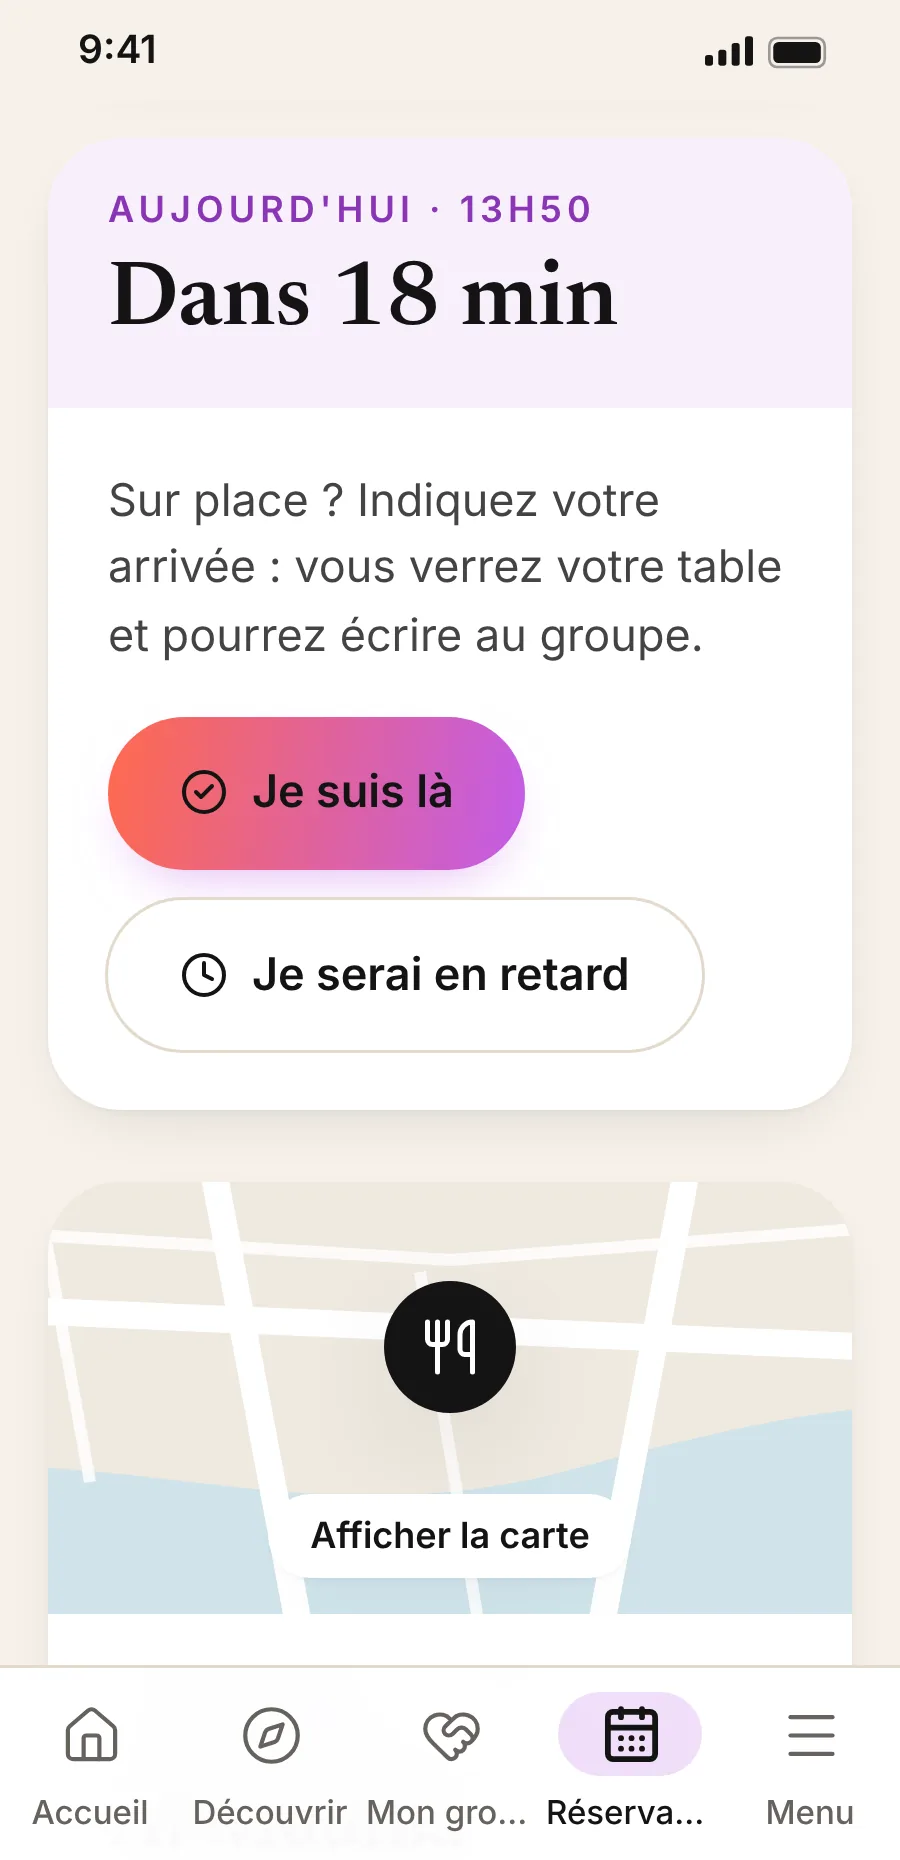 9:41
AUJOURD'HUI · 13H50
Dans 18 min
Sur place ? Indiquez votre
arrivée : vous verrez votre table
et pourrez écrire au groupe.
Je suis là
Je serai en retard
Afficher la carte
Accueil
Découvrir
Mon gro...
Réserva...
Menu